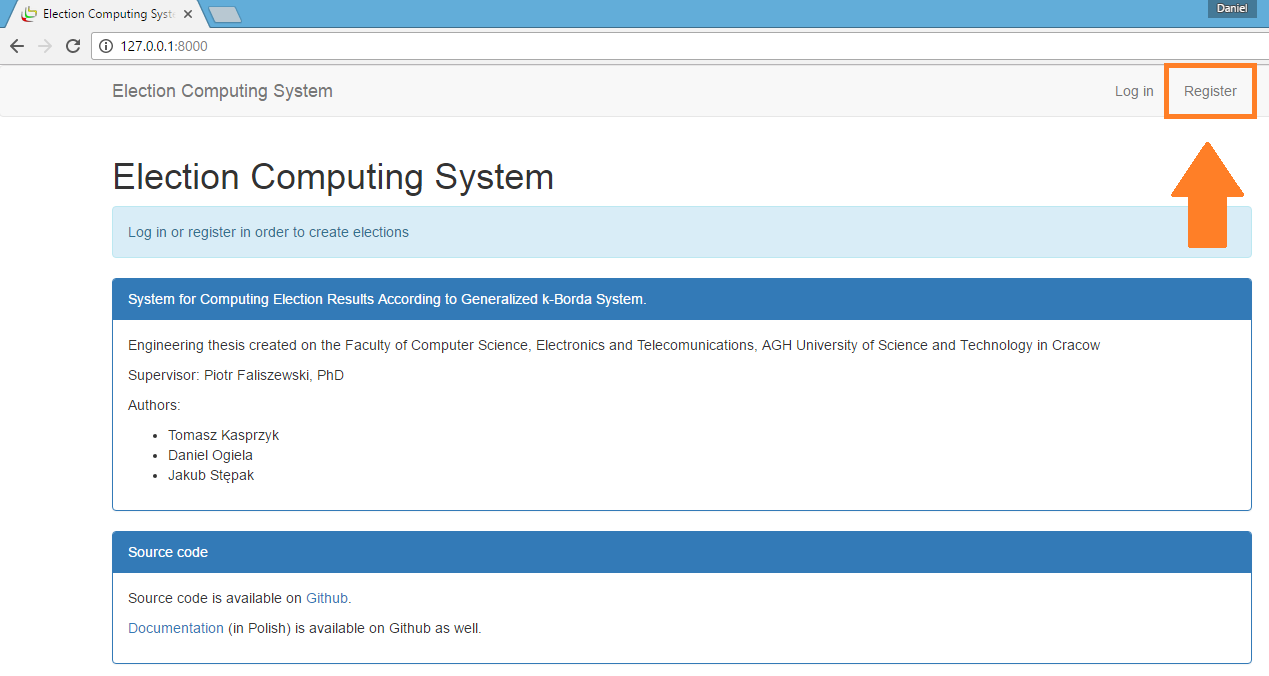 Election Computing Syst
Daniel
127.0.0.1:8000
Election Computing System
Log in
Register
Election Computing System
Log in or register in order to create elections
System for Computing Election Results According to Generalized k-Borda System.
Engineering thesis created on the Faculty of Computer Science, Electronics and Telecomunications, AGH University of Science and Technology in Cracow
Supervisor: Piotr Faliszewski, PhD
Authors:
• Tomasz Kasprzyk
• Daniel Ogiela
• Jakub Stępak
Source code
Source code is available on Github.
Documentation (in Polish) is available on Github as well.